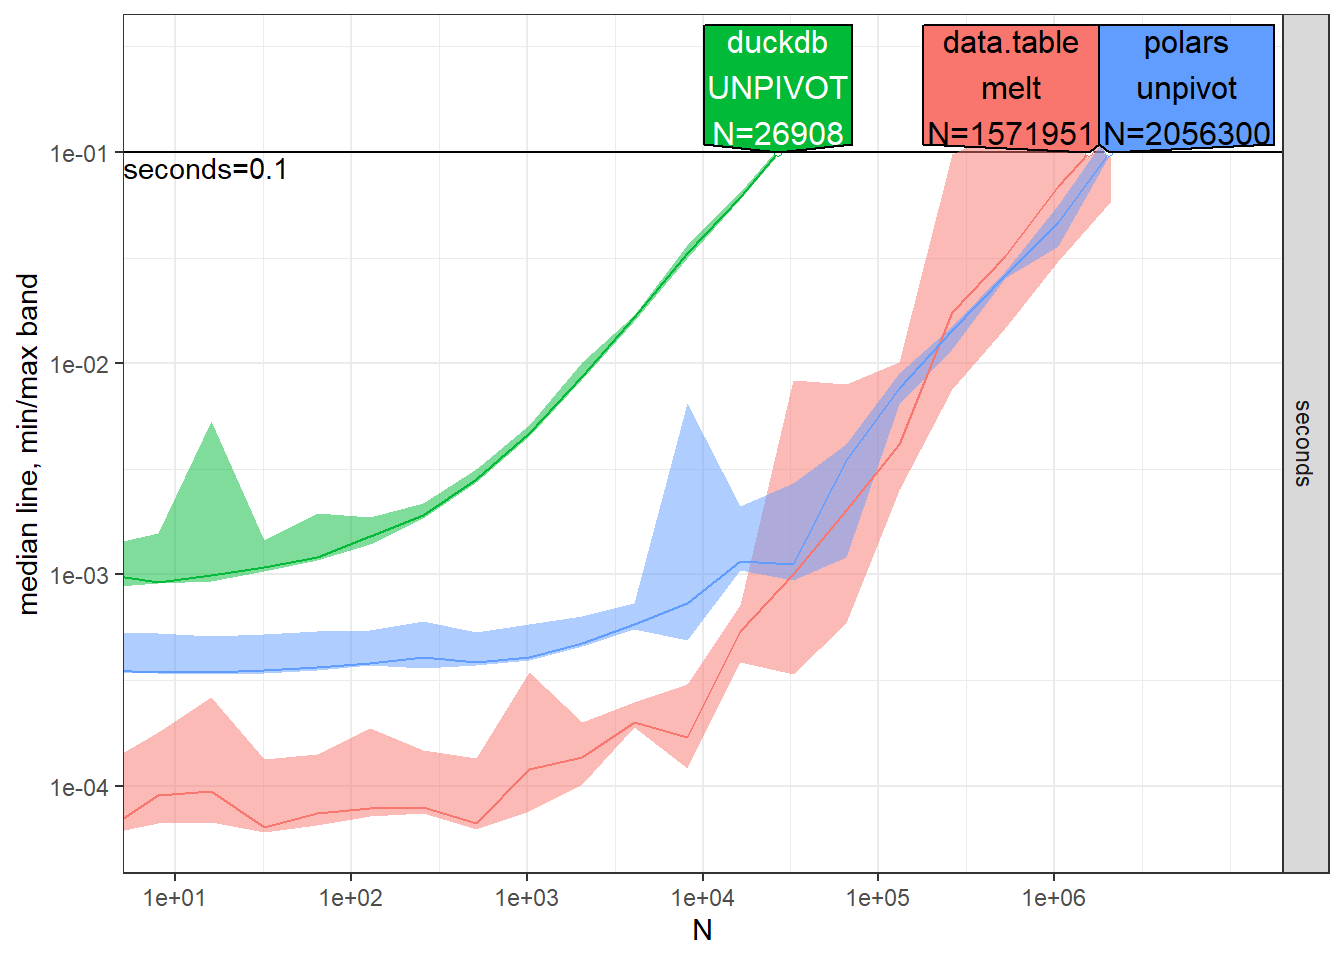 duckdb
UNPIVOT
N=26908
data.table
melt
N=1571951
polars
unpivot
N=2056300
seconds=0.1
1e-01
1e-02
1e-03
1e-04
median line, min/max band
seconds
1e+01
1e+02
1e+03
1e+04
1e+05
1e+06
N